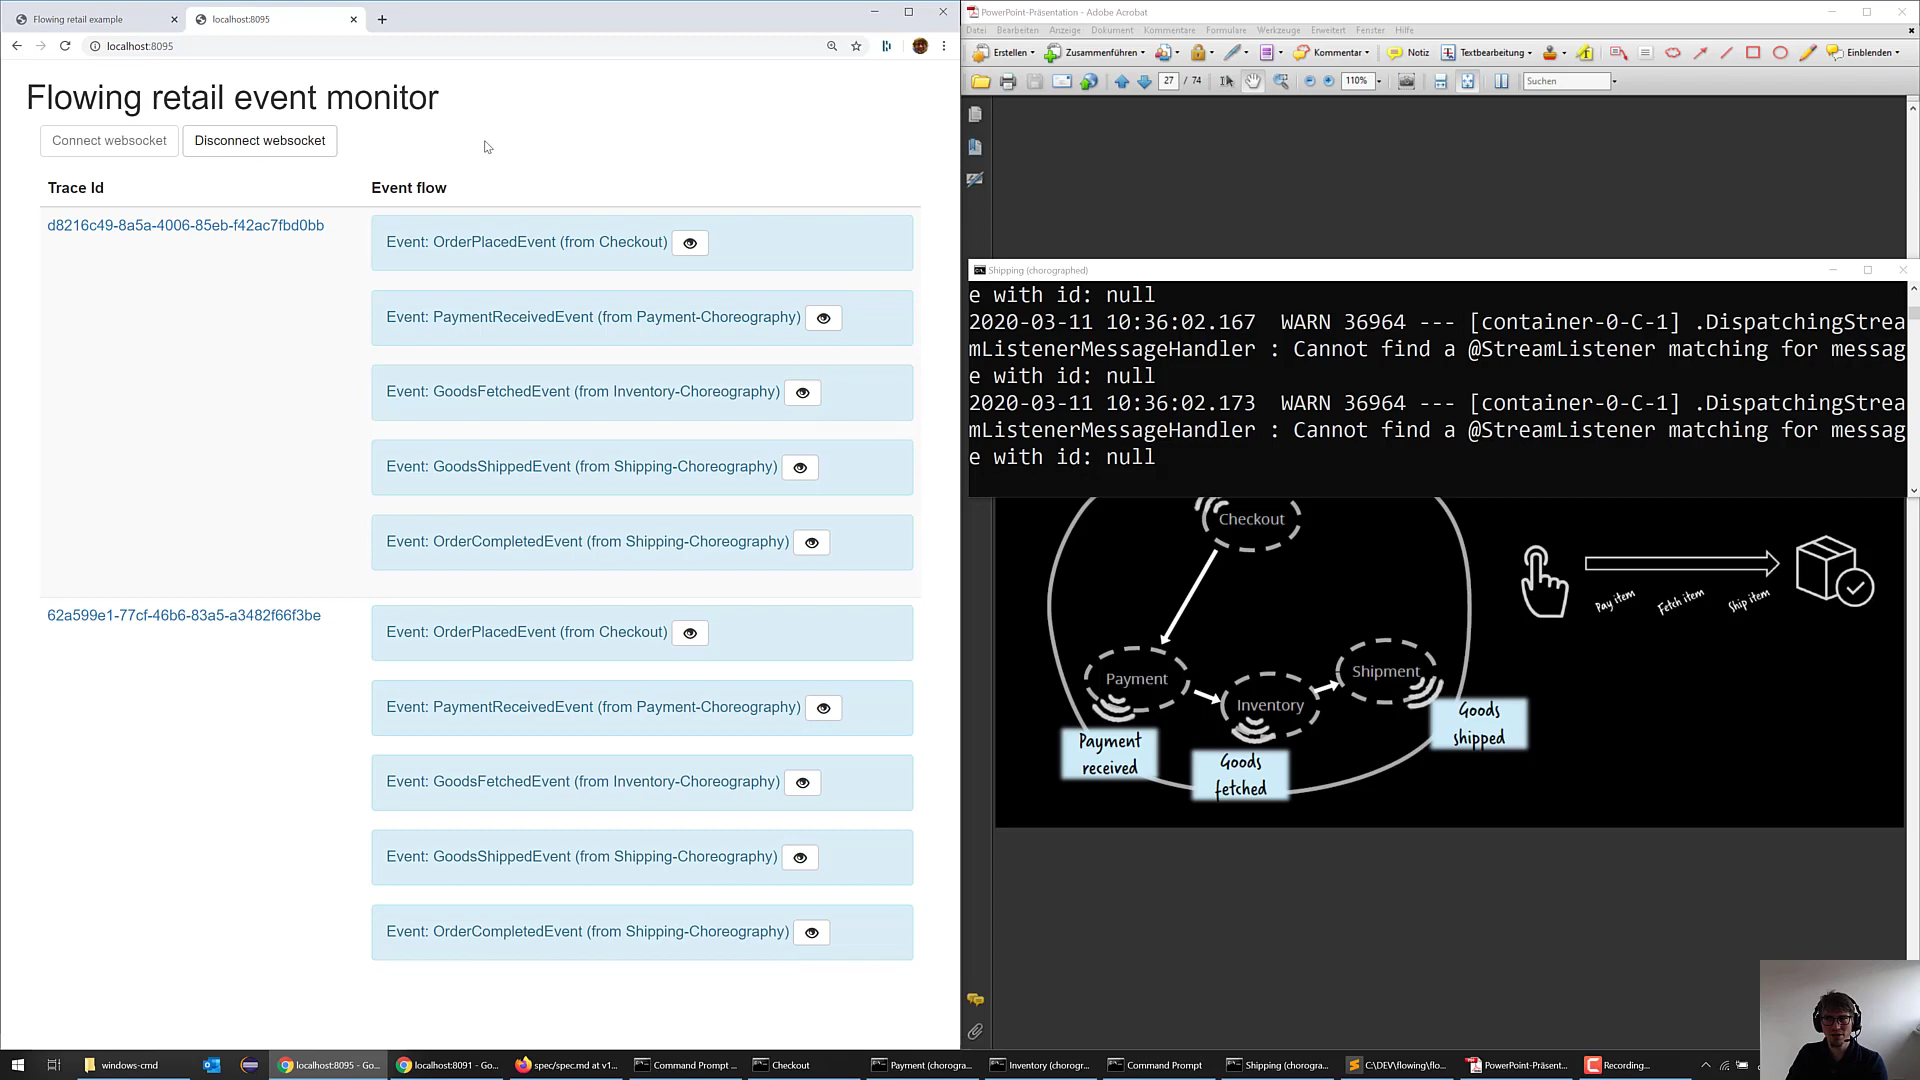 Flowing retail example
localhost:8095
localhost:8095
Flowing retail event monitor
Connect websocket
Disconnect websocket
Trace Id
Event flow
d8216c49-8a5a-4006-85eb-f42ac7fbd0bb
Event: OrderPlacedEvent (from Checkout)
Event: PaymentReceivedEvent (from Payment-Choreography)
Event: GoodsFetchedEvent (from Inventory-Choreography)
Event: GoodsShippedEvent (from Shipping-Choreography)
Event: OrderCompletedEvent (from Shipping-Choreography)
62a599e1-77cf-46b6-83a5-a3482f66f3be
Event: OrderPlacedEvent (from Checkout)
Event: PaymentReceivedEvent (from Payment-Choreography)
Event: GoodsFetchedEvent (from Inventory-Choreography)
Event: GoodsShippedEvent (from Shipping-Choreography)
Event: OrderCompletedEvent (from Shipping-Choreography)
PowerPoint-Präsentation - Adobe Acrobat
Datei Bearbeiten Anzeige Dokument Kommentare Formulare Werkzeuge Erweitert Fenster Hilfe
Erstellen Zusammenführen Kommentar Notiz Textbearbeitung Einblenden
27 / 74 110% Suchen
Shipping (chorographed)
e with id: null
2020-03-11 10:36:02.167 WARN 36964 --- [container-0-C-1] .DispatchingStrea
mListenerMessageHandler : Cannot find a @StreamListener matching for messag
e with id: null
2020-03-11 10:36:02.173 WARN 36964 --- [container-0-C-1] .DispatchingStrea
mListenerMessageHandler : Cannot find a @StreamListener matching for messag
e with id: null
Checkout
Payment
Inventory
Shipment
Payment
received
Goods
fetched
Goods
shipped
Pay item
Fetch item
Ship item
windows-cmd
localhost:8095 - Go...
localhost:8091 - Go...
spec/spec.md at v1...
Command Prompt ...
Checkout
Payment (chorogra...
Inventory (chorogr...
Command Prompt
Shipping (chorogra...
C:\DEV\flowing\flo...
PowerPoint-Präsent...
Recording...